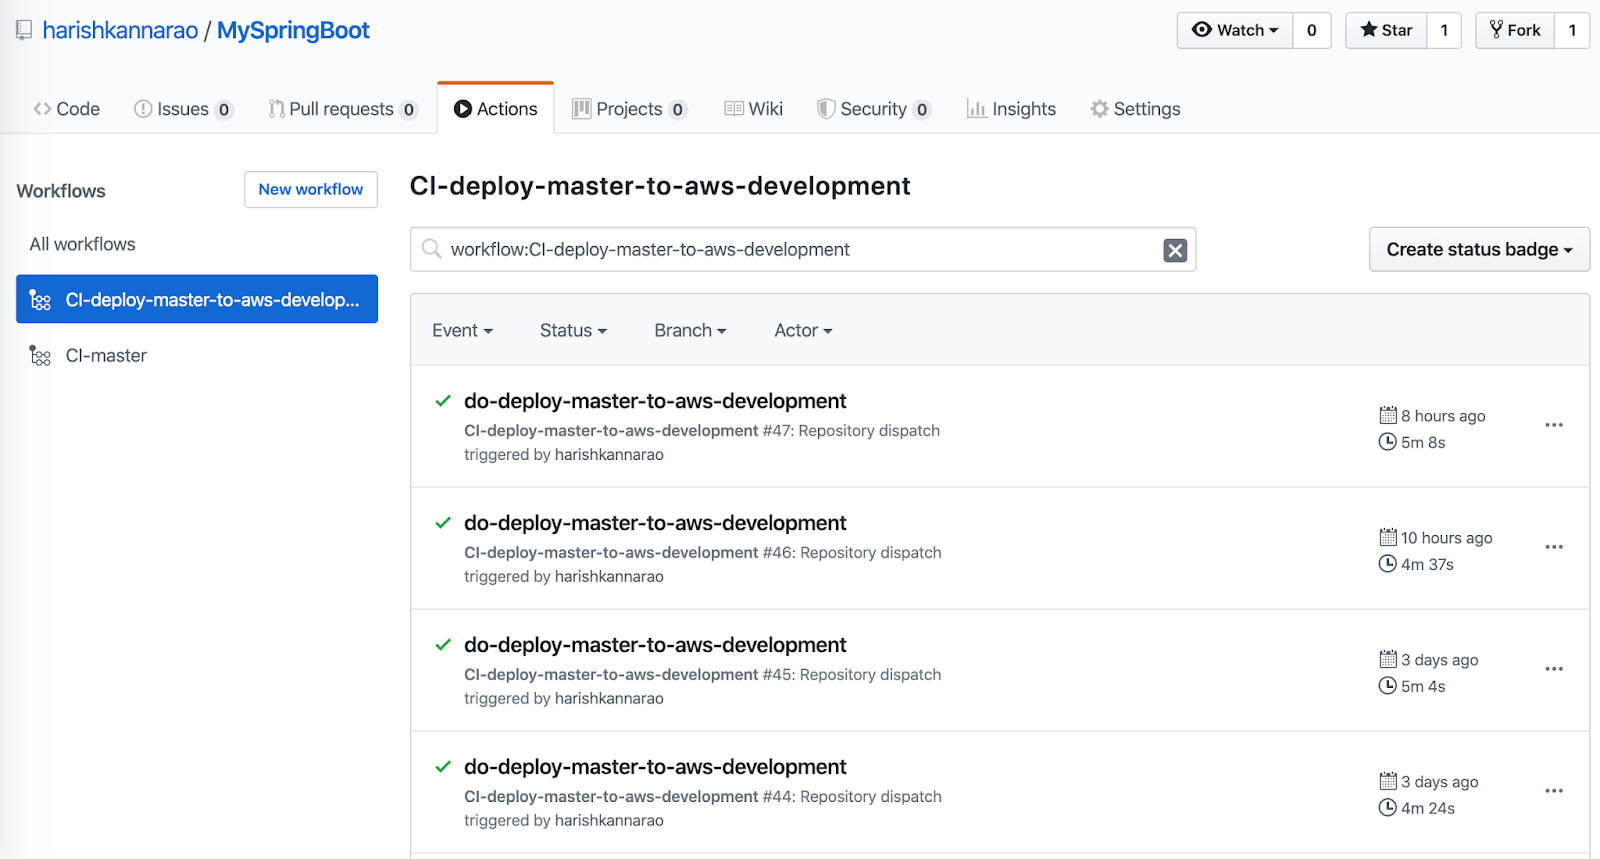 harishkannarao / MySpringBoot
Watch 0 Star 1 Fork 1
Code Issues 0 Pull requests 0 Actions Projects 0 Wiki Security 0 Insights Settings
Workflows
New workflow
All workflows
CI-deploy-master-to-aws-develop...
CI-master
CI-deploy-master-to-aws-development
workflow:CI-deploy-master-to-aws-development
Create status badge
Event Status Branch Actor
do-deploy-master-to-aws-development
CI-deploy-master-to-aws-development #47: Repository dispatch
triggered by harishkannarao
8 hours ago
5m 8s
do-deploy-master-to-aws-development
CI-deploy-master-to-aws-development #46: Repository dispatch
triggered by harishkannarao
10 hours ago
4m 37s
do-deploy-master-to-aws-development
CI-deploy-master-to-aws-development #45: Repository dispatch
triggered by harishkannarao
3 days ago
5m 4s
do-deploy-master-to-aws-development
CI-deploy-master-to-aws-development #44: Repository dispatch
triggered by harishkannarao
3 days ago
4m 24s